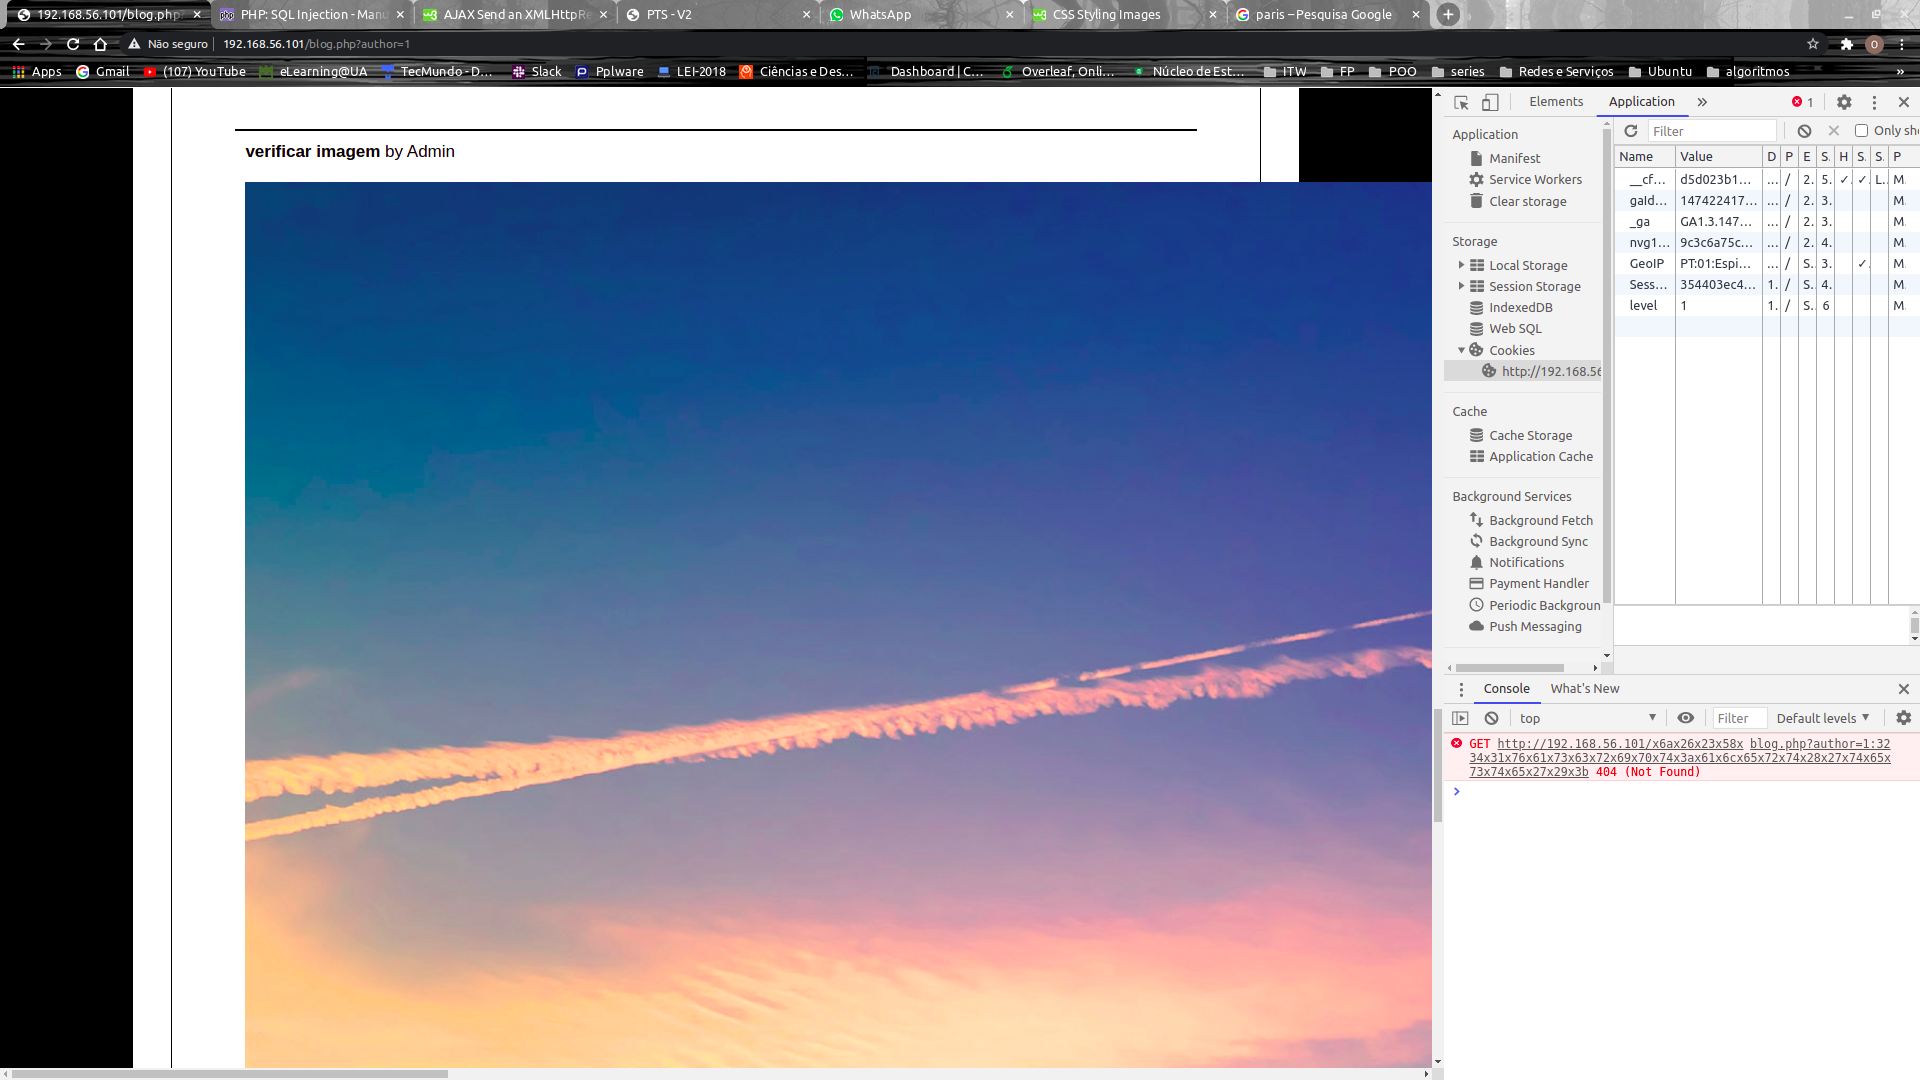 192.168.56.101/blog.php
PHP: SQL Injection - Manu
AJAX Send an XMLHttpRe
PTS - V2
WhatsApp
CSS Styling Images
paris – Pesquisa Google
Não seguro
192.168.56.101/blog.php?author=1
O
Apps
Gmail
(107) YouTube
eLearning@UA
TecMundo - D...
Slack
Pplware
LEI-2018
Ciências e Des...
Dashboard | C...
Overleaf, Onli...
Núcleo de Est...
ITW
FP
POO
series
Redes e Serviços
Ubuntu
algoritmos
»
verificar imagem by Admin
Elements
Application
»
1
Application
Manifest
Service Workers
Clear storage
Storage
Local Storage
Session Storage
IndexedDB
Web SQL
Cookies
http://192.168.56
Cache
Cache Storage
Application Cache
Background Services
Background Fetch
Background Sync
Notifications
Payment Handler
Periodic Backgroun
Push Messaging
Filter
Only sho
Name Value D P E S. H S. S. P
__cf... d5d023b1... ... / 2. 5. ✓ ✓ L.. M
gaId... 147422417... ... / 2. 3. M
_ga GA1.3.147... ... / 2. 3. M
nvg1... 9c3c6a75c... ... / 2. 4. M
GeoIP PT:01:Espi... ... / S.. 3. ✓ M
Sess... 354403ec4... 1. / S.. 4. M
level 1 1. / S.. 6 M
Console
What's New
top
Filter
Default levels
GET http://192.168.56.101/x6ax26x23x58x blog.php?author=1:32
34x31x76x61x73x63x72x69x70x74x3ax61x6cx65x72x74x28x27x74x65x
73x74x65x27x29x3b 404 (Not Found)